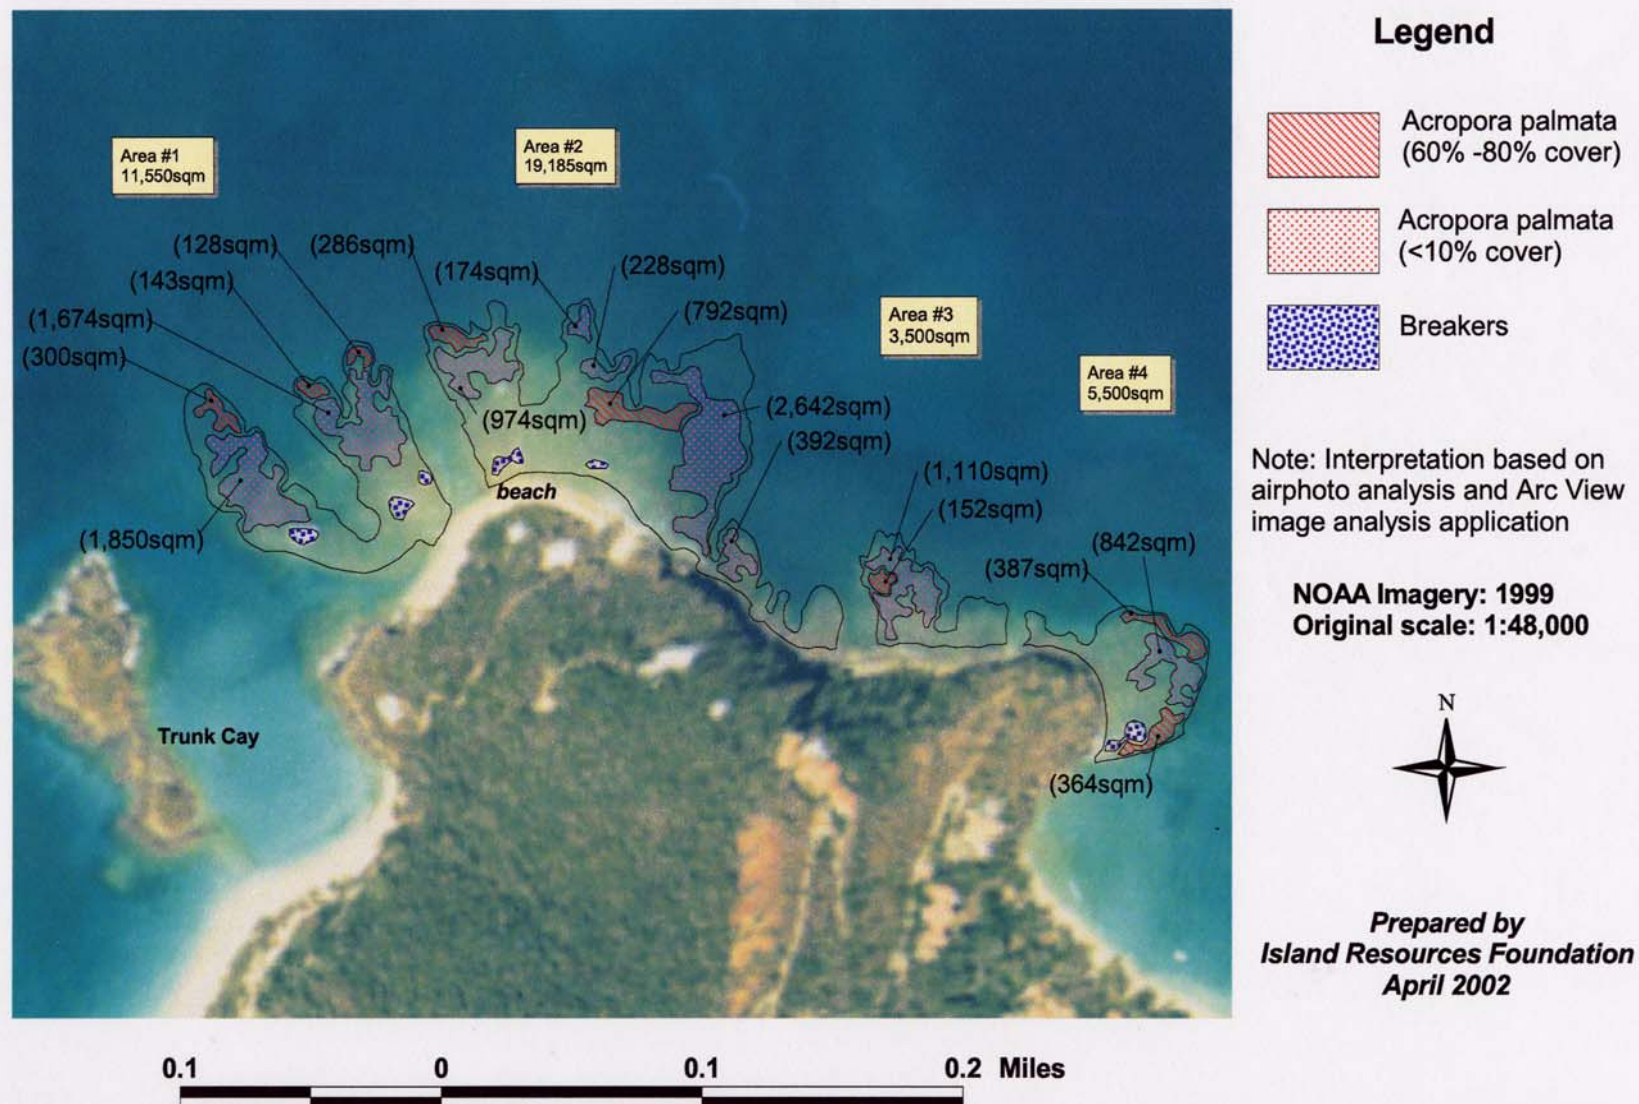 Legend
Acropora palmata
(60% -80% cover)
Acropora palmata
(<10% cover)
Breakers
Area #1
11,550sqm
Area #2
19,185sqm
Area #3
3,500sqm
Area #4
5,500sqm
(128sqm)
(286sqm)
(143sqm)
(174sqm)
(228sqm)
(1,674sqm)
(792sqm)
(300sqm)
(974sqm)
(2,642sqm)
(392sqm)
beach
(1,110sqm)
(152sqm)
(1,850sqm)
(842sqm)
(387sqm)
Trunk Cay
(364sqm)
Note: Interpretation based on
airphoto analysis and Arc View
image analysis application
NOAA Imagery: 1999
Original scale: 1:48,000
N
Prepared by
Island Resources Foundation
April 2002
0.1 0 0.1 0.2 Miles